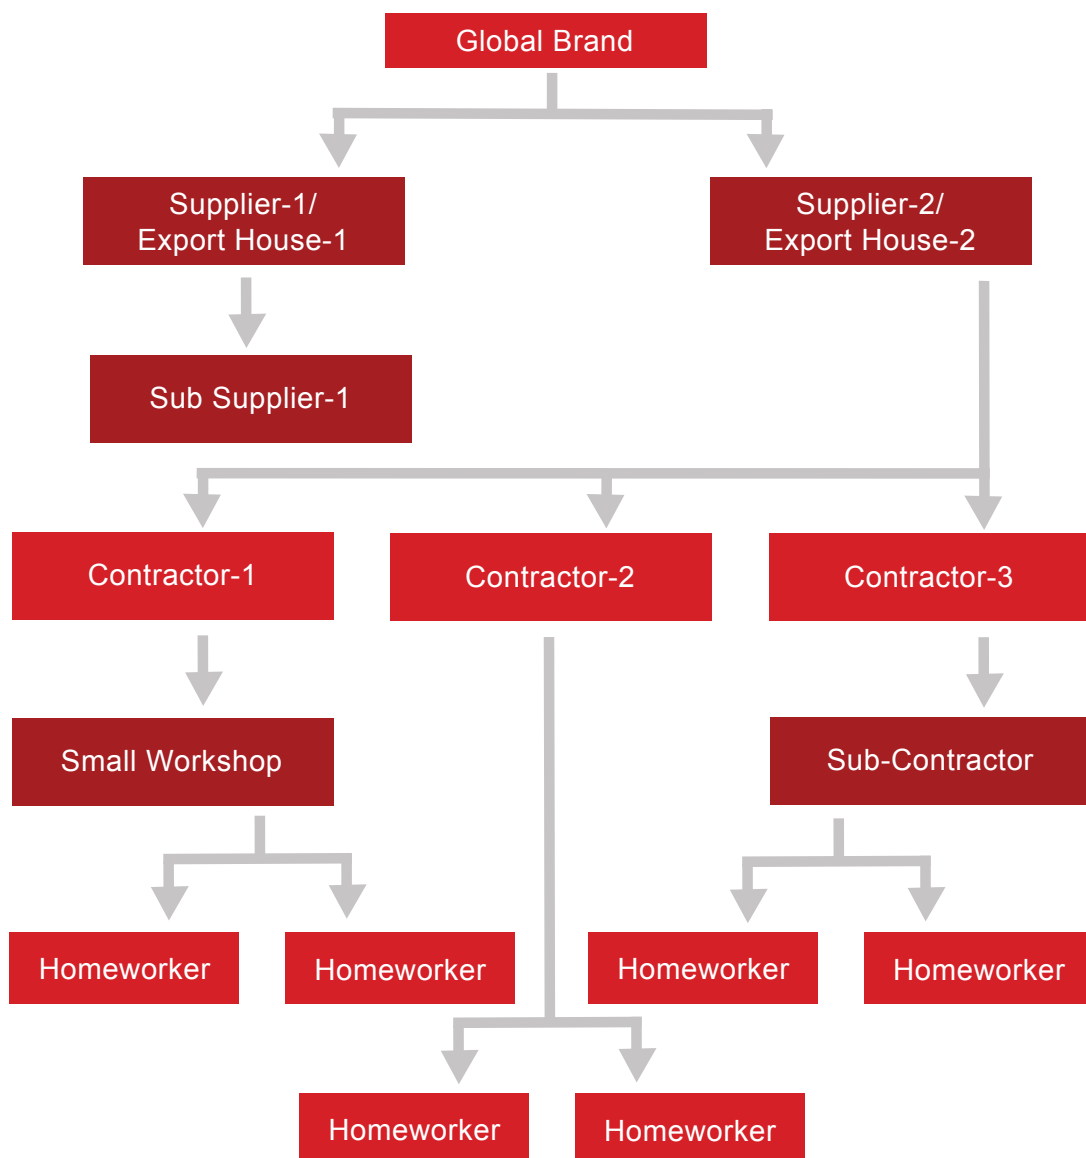 Global Brand
Supplier-1/
Export House-1
Supplier-2/
Export House-2
Sub Supplier-1
Contractor-1
Contractor-2
Contractor-3
Small Workshop
Sub-Contractor
Homeworker
Homeworker
Homeworker
Homeworker
Homeworker
Homeworker